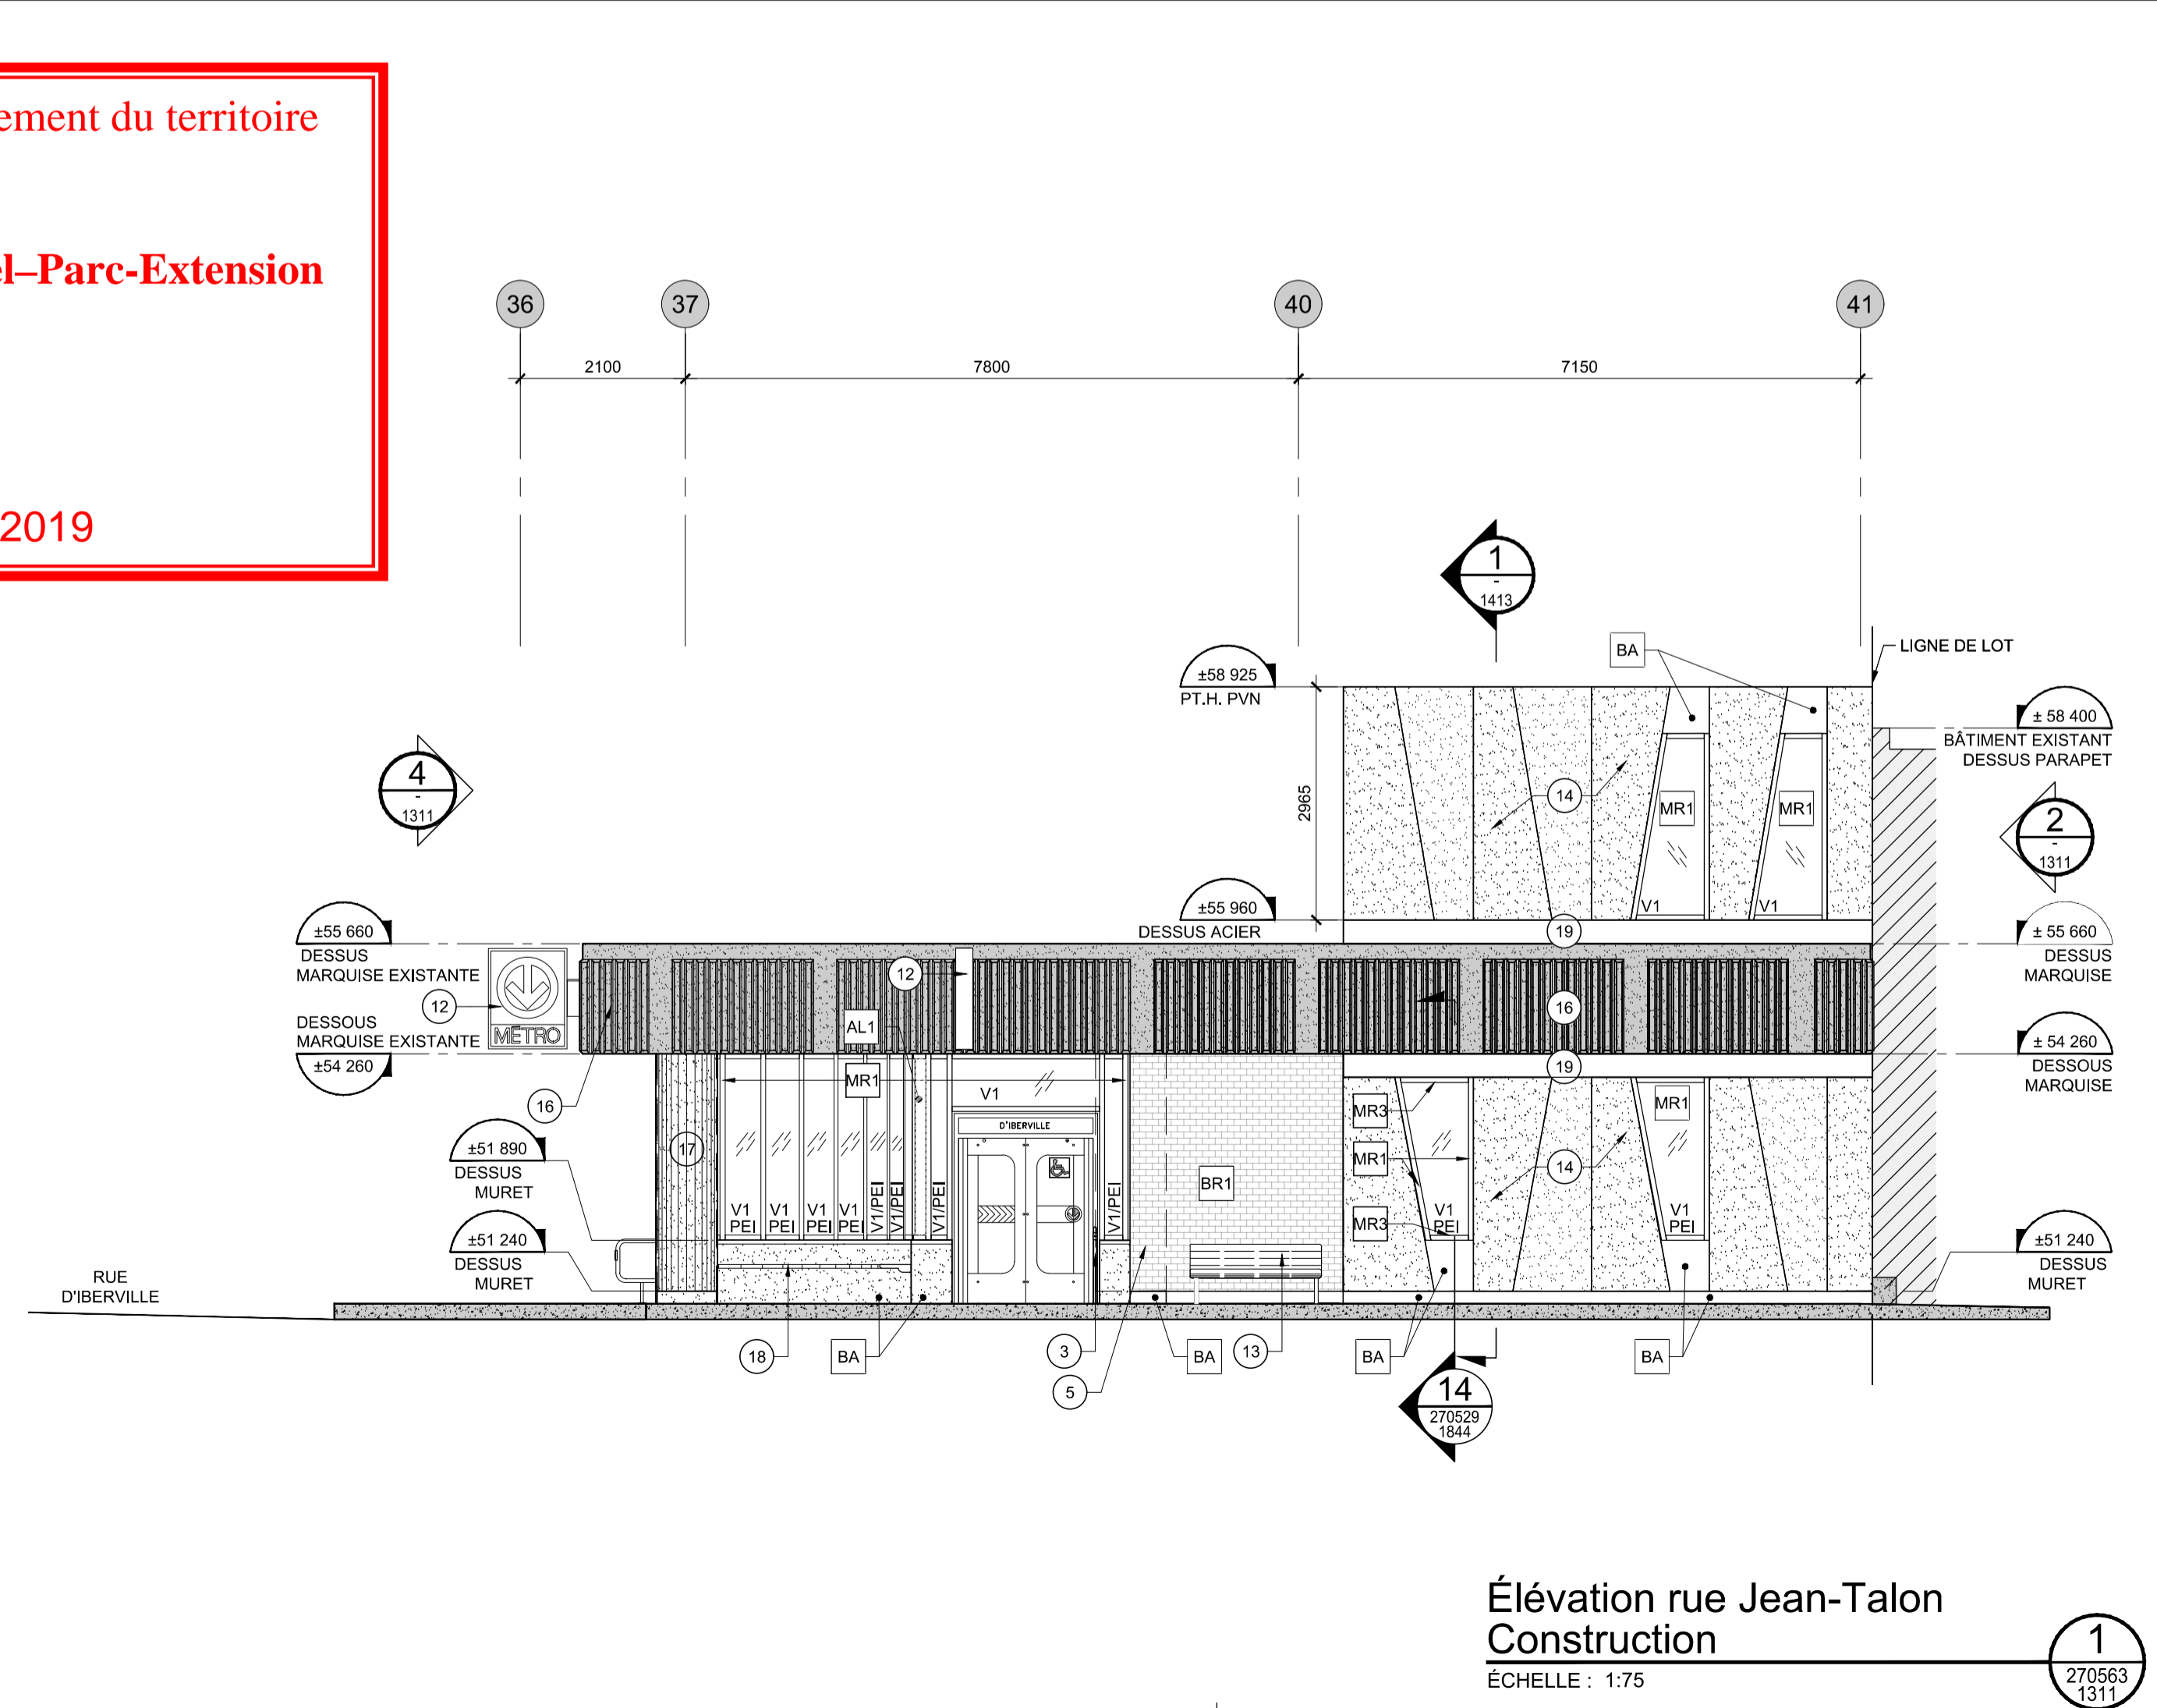 ement du territoire
el–Parc-Extension
2019
36
37
40
41
2100
7800
7150
1
-
1413
BA
LIGNE DE LOT
±58 925
PT.H. PVN
± 58 400
BÂTIMENT EXISTANT
DESSUS PARAPET
4
-
1311
2965
14
MR1
MR1
2
-
1311
V1
V1
±55 960
DESSUS ACIER
19
±55 660
DESSUS
MARQUISE EXISTANTE
± 55 660
DESSUS
MARQUISE
12
12
MÉTRO
AL1
16
DESSOUS
MARQUISE EXISTANTE
±54 260
± 54 260
DESSOUS
MARQUISE
19
16
MR1
V1
D'IBERVILLE
MR3
MR1
MR1
MR3
14
17
BR1
±51 890
DESSUS
MURET
V1
PEI
V1
PEI
V1
PEI
V1
PEI
V1/PEI
V1/PEI
V1/PEI
V1/PEI
V1
PEI
V1
PEI
±51 240
DESSUS
MURET
±51 240
DESSUS
MURET
RUE
D'IBERVILLE
18
BA
3
5
BA
13
BA
BA
14
270529
1844
Élévation rue Jean-Talon
Construction
ÉCHELLE : 1:75
1
270563
1311